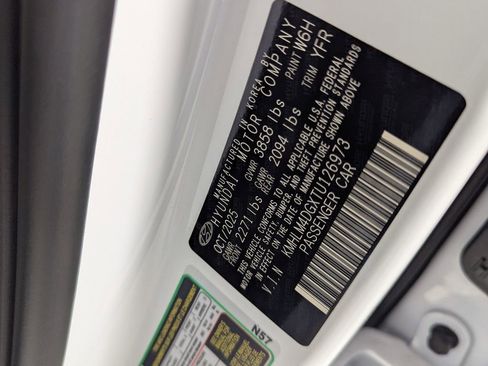 MANUFACTURED IN KOREA BY
HYUNDAI MOTOR COMPANY
OCT/2025 GVWR 3858 lbs PAINT W6H
GAWR FRONT 2271 lbs GAWR REAR 2094 lbs TRIM YFR
THIS VEHICLE CONFORMS TO ALL APPLICABLE U.S.A. FEDERAL
MOTOR VEHICLE SAFETY, BUMPER, AND THEFT PREVENTION STANDARDS
IN EFFECT ON THE DATE OF MANUFACTURE SHOWN ABOVE
V.I.N KMHLM4DGXTU126973
PASSENGER CAR
N57